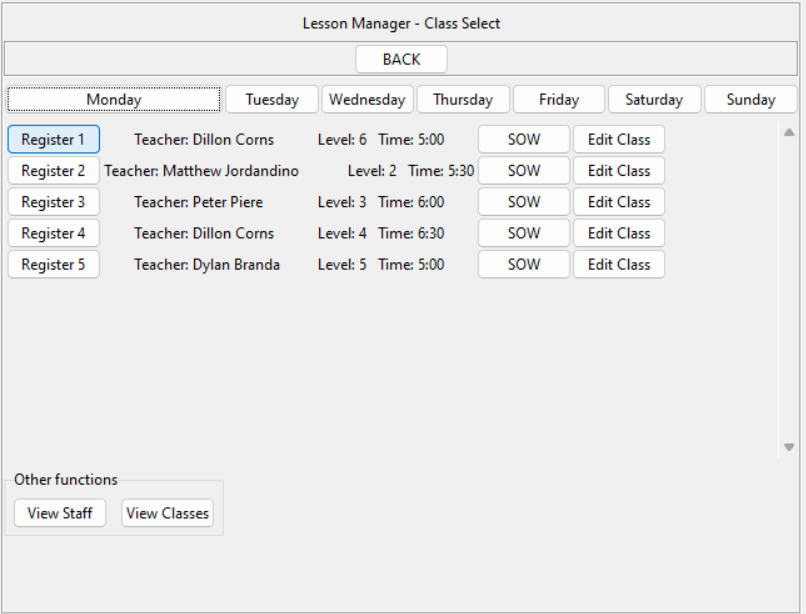 Lesson Manager - Class Select
BACK
Monday Tuesday Wednesday Thursday Friday Saturday Sunday
Register 1 Teacher: Dillon Corns Level: 6 Time: 5:00 SOW Edit Class
Register 2 Teacher: Matthew Jordandino Level: 2 Time: 5:30 SOW Edit Class
Register 3 Teacher: Peter Piere Level: 3 Time: 6:00 SOW Edit Class
Register 4 Teacher: Dillon Corns Level: 4 Time: 6:30 SOW Edit Class
Register 5 Teacher: Dylan Branda Level: 5 Time: 5:00 SOW Edit Class
Other functions
View Staff View Classes